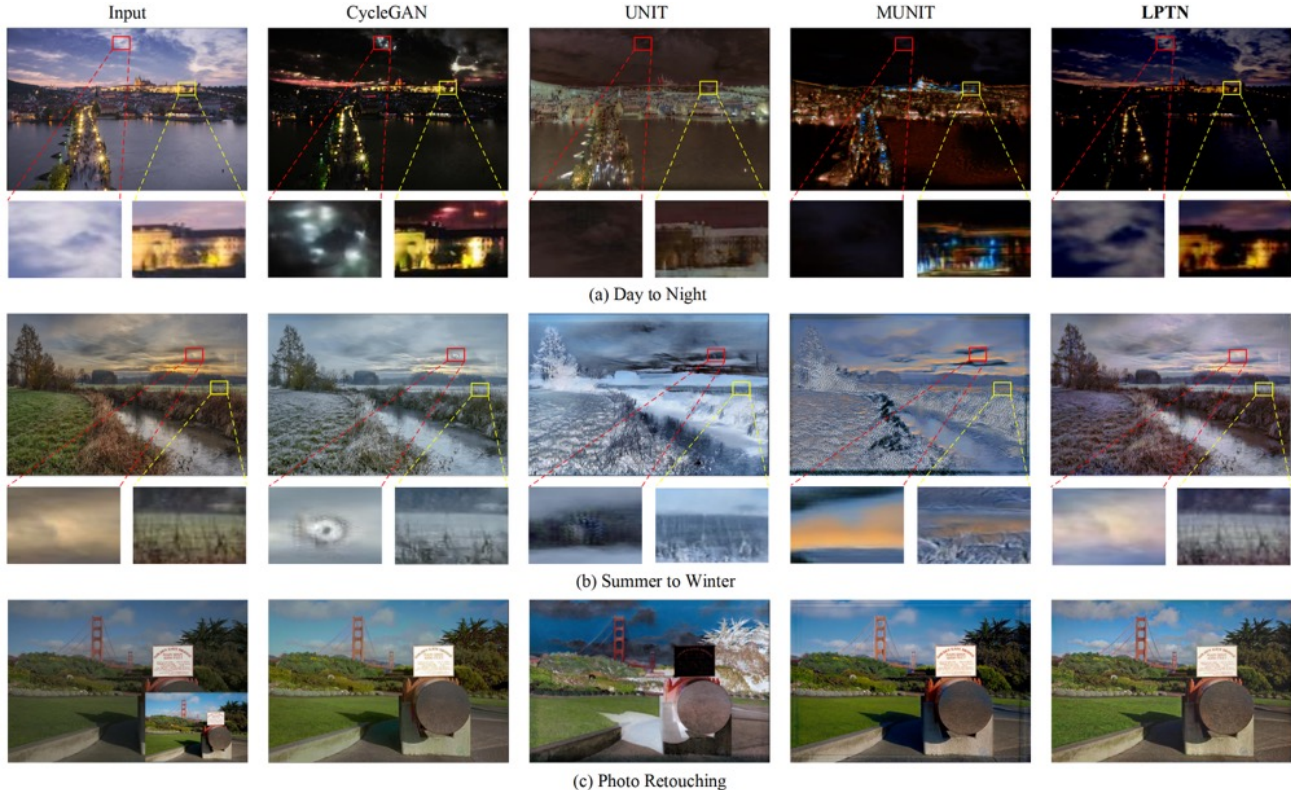 Input CycleGAN UNIT MUNIT LPTN
(a) Day to Night
(b) Summer to Winter
(c) Photo Retouching